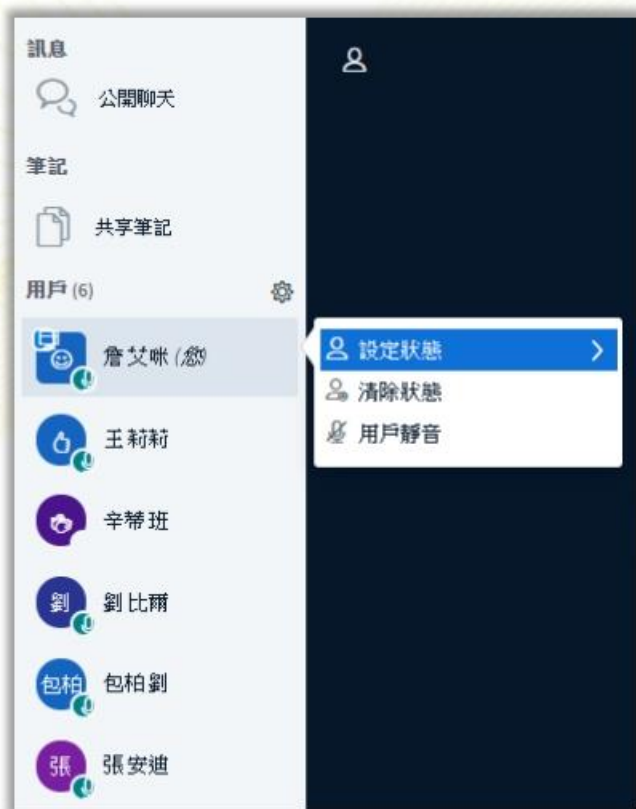 訊息
公開聊天
筆記
共享筆記
用戶 (6)
詹艾咪 (您)
設定狀態
清除狀態
用戶靜音
王莉莉
辛蒂班
劉 劉比爾
包柏 包柏劉
張 張安迪